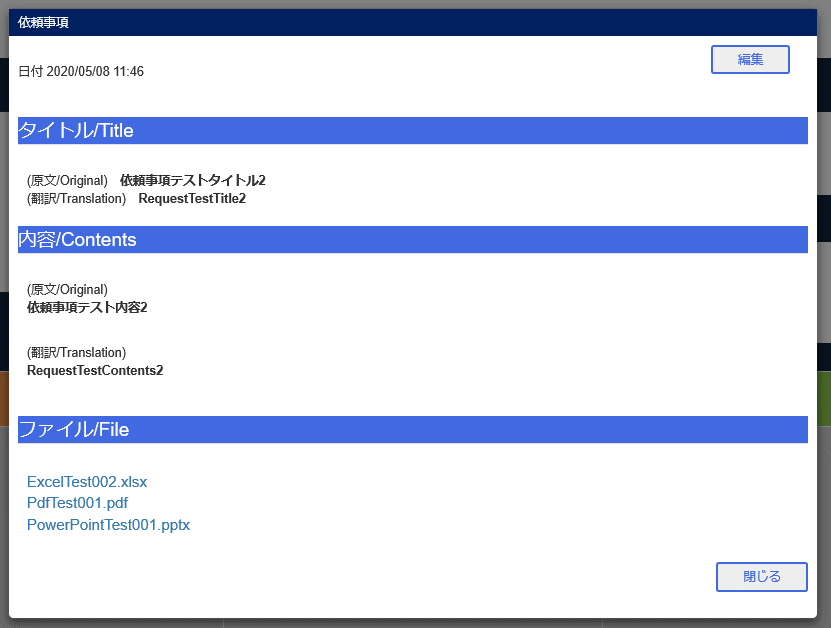 依頼事項
編集
日付 2020/05/08 11:46
タイトル/Title
(原文/Original) 依頼事項テストタイトル2
(翻訳/Translation) RequestTestTitle2
内容/Contents
(原文/Original)
依頼事項テスト内容2
(翻訳/Translation)
RequestTestContents2
ファイル/File
ExcelTest002.xlsx
PdfTest001.pdf
PowerPointTest001.pptx
閉じる